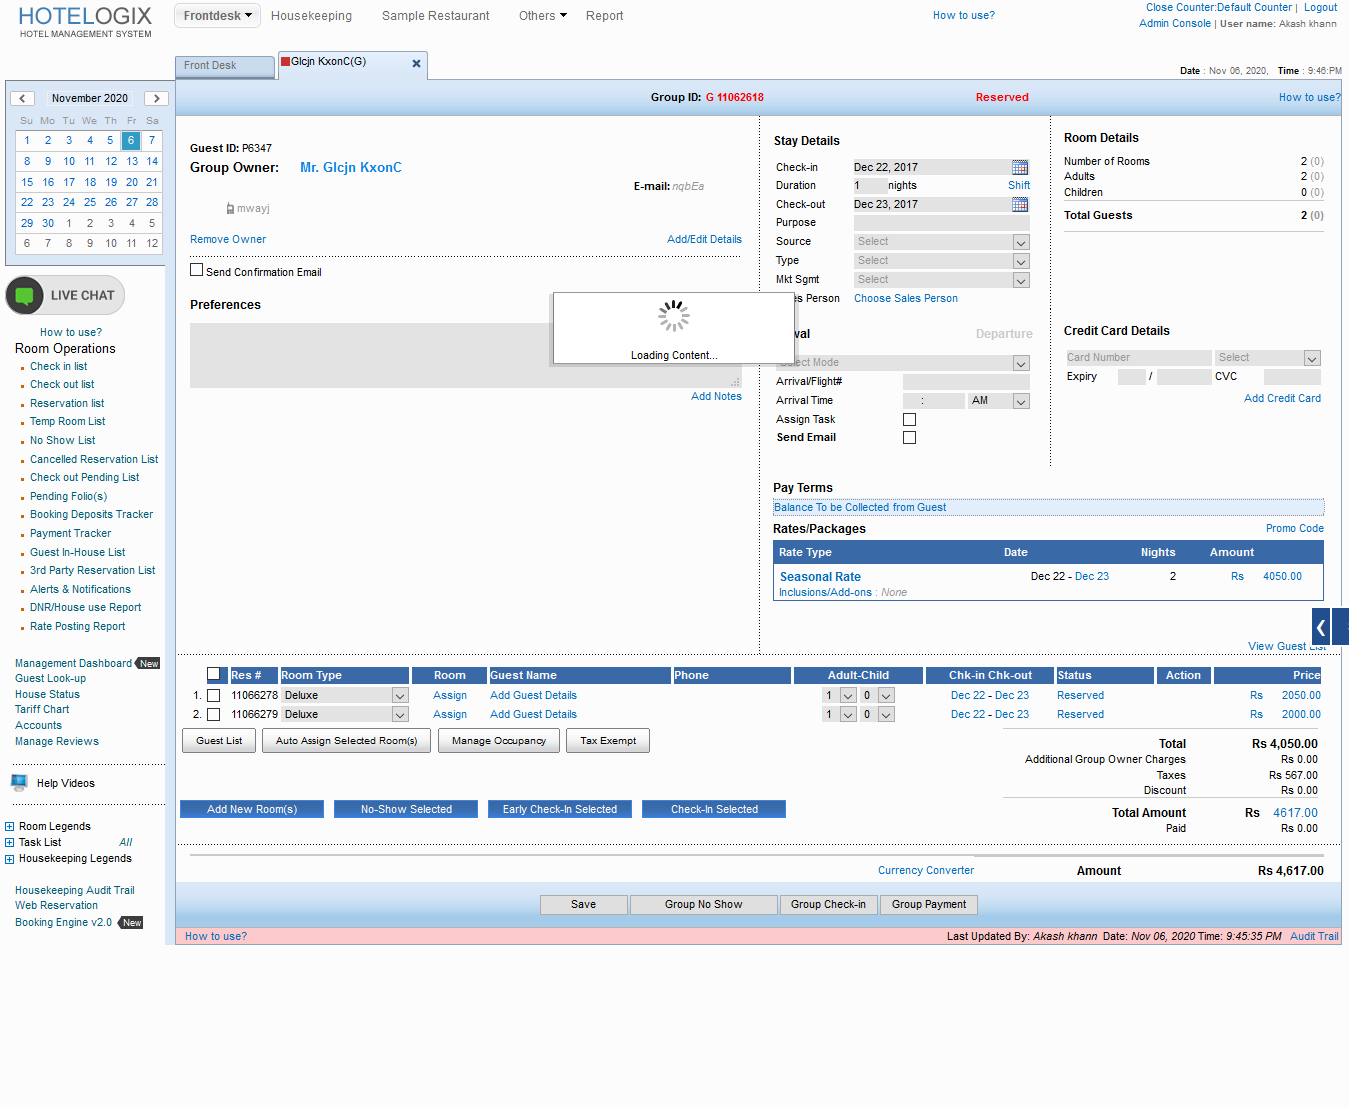 HOTELOGIX
HOTEL MANAGEMENT SYSTEM
Frontdesk
Housekeeping
Sample Restaurant
Others
Report
How to use?
Close Counter:Default Counter | Logout
Admin Console | User name: Akash khann
Front Desk
Glcjn KxonC(G)
Date : Nov 06, 2020, Time : 9:46:PM
November 2020
Su Mo Tu We Th Fr Sa
1 2 3 4 5 6 7
8 9 10 11 12 13 14
15 16 17 18 19 20 21
22 23 24 25 26 27 28
29 30 1 2 3 4 5
6 7 8 9 10 11 12
LIVE CHAT
How to use?
Room Operations
Check in list
Check out list
Reservation list
Temp Room List
No Show List
Cancelled Reservation List
Check out Pending List
Pending Folio(s)
Booking Deposits Tracker
Payment Tracker
Guest In-House List
3rd Party Reservation List
Alerts & Notifications
DNR/House use Report
Rate Posting Report
Management Dashboard New
Guest Look-up
House Status
Tariff Chart
Accounts
Manage Reviews
Help Videos
Room Legends
Task List All
Housekeeping Legends
Housekeeping Audit Trail
Web Reservation
Booking Engine v2.0 New
Group ID: G 11062618
Reserved
How to use?
Guest ID: P6347
Group Owner: Mr. Glcjn KxonC
E-mail: nqbEa
mwayj
Remove Owner
Add/Edit Details
Send Confirmation Email
Preferences
Add Notes
Loading Content...
Stay Details
Check-in Dec 22, 2017
Duration 1 nights Shift
Check-out Dec 23, 2017
Purpose
Source Select
Type Select
Mkt Sgmt Select
es Person Choose Sales Person
val Departure
ect Mode
Arrival/Flight#
Arrival Time : AM
Assign Task
Send Email
Room Details
Number of Rooms 2 (0)
Adults 2 (0)
Children 0 (0)
Total Guests 2 (0)
Credit Card Details
Card Number Select
Expiry / CVC
Add Credit Card
Pay Terms
Balance To be Collected from Guest
Rates/Packages Promo Code
Rate Type Date Nights Amount
Seasonal Rate Dec 22 - Dec 23 2 Rs 4050.00
Inclusions/Add-ons : None
View Guest List
Res # Room Type Room Guest Name Phone Adult-Child Chk-in Chk-out Status Action Price
1. 11066278 Deluxe Assign Add Guest Details 1 0 Dec 22 - Dec 23 Reserved Rs 2050.00
2. 11066279 Deluxe Assign Add Guest Details 1 0 Dec 22 - Dec 23 Reserved Rs 2000.00
Guest List
Auto Assign Selected Room(s)
Manage Occupancy
Tax Exempt
Total Rs 4,050.00
Additional Group Owner Charges Rs 0.00
Taxes Rs 567.00
Discount Rs 0.00
Add New Room(s)
No-Show Selected
Early Check-In Selected
Check-In Selected
Total Amount Rs 4617.00
Paid Rs 0.00
Currency Converter
Amount Rs 4,617.00
Save
Group No Show
Group Check-in
Group Payment
How to use?
Last Updated By: Akash khann Date: Nov 06, 2020 Time: 9:45:35 PM Audit Trail